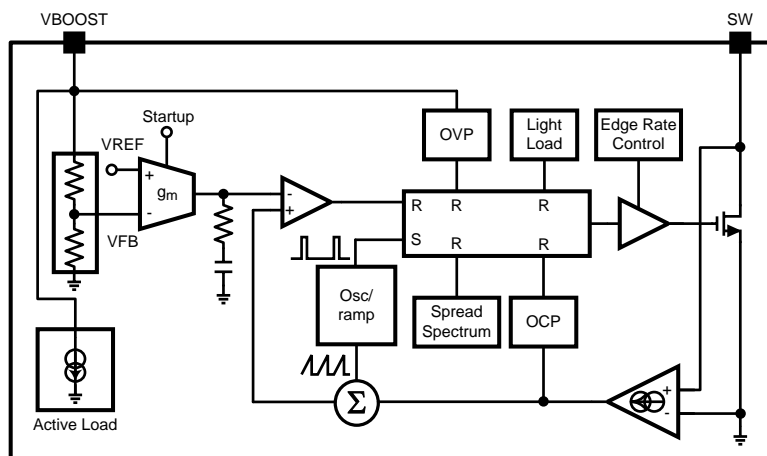 VBOOST
SW
Startup
VREF
+
gm
-
VFB
OVP
Light
Load
Edge Rate
Control
-
+
R
R
R
S
R
R
Osc/
ramp
Spread
Spectrum
OCP
Σ
+
-
Active Load